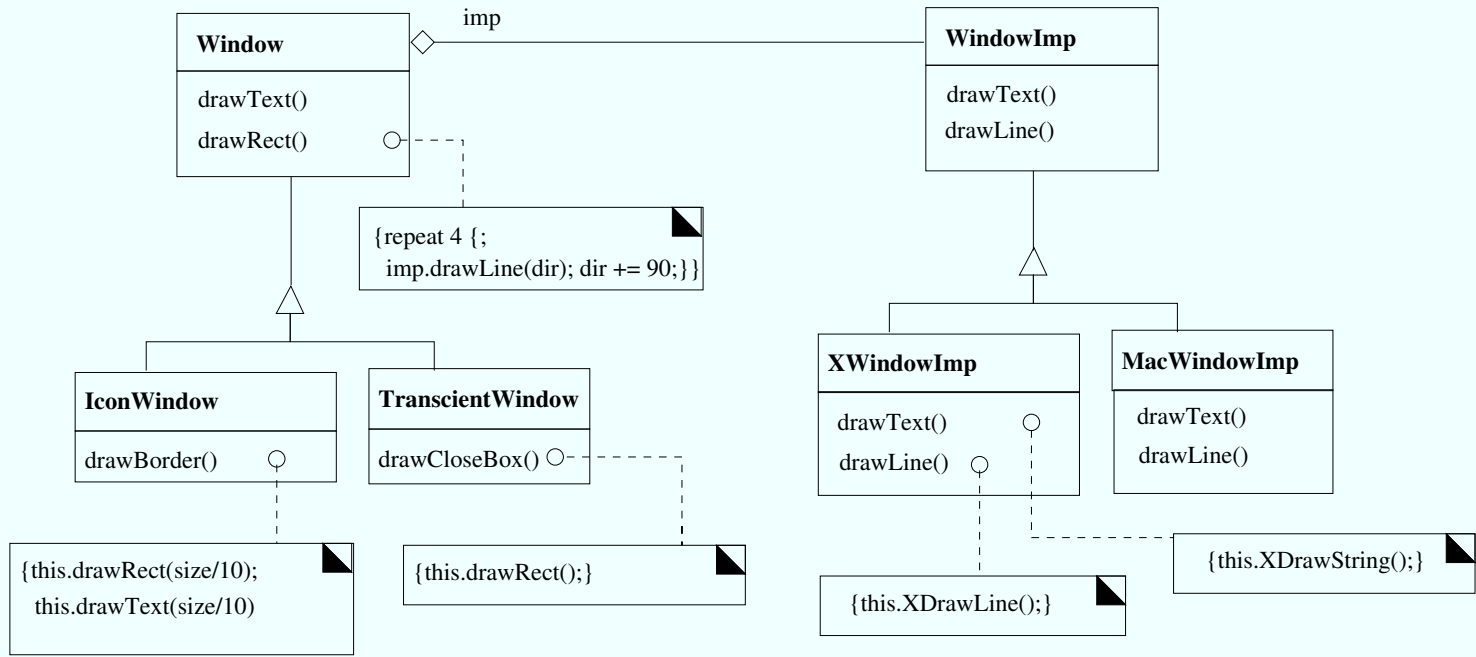 imp
Window
drawText()
drawRect()
{repeat 4 {;
imp.drawLine(dir); dir += 90;}}
WindowImp
drawText()
drawLine()
IconWindow
drawBorder()
{this.drawRect(size/10);
this.drawText(size/10)
TranscientWindow
drawCloseBox()
{this.drawRect();}
XWindowImp
drawText()
drawLine()
{this.XDrawLine();}
{this.XDrawString();}
MacWindowImp
drawText()
drawLine()